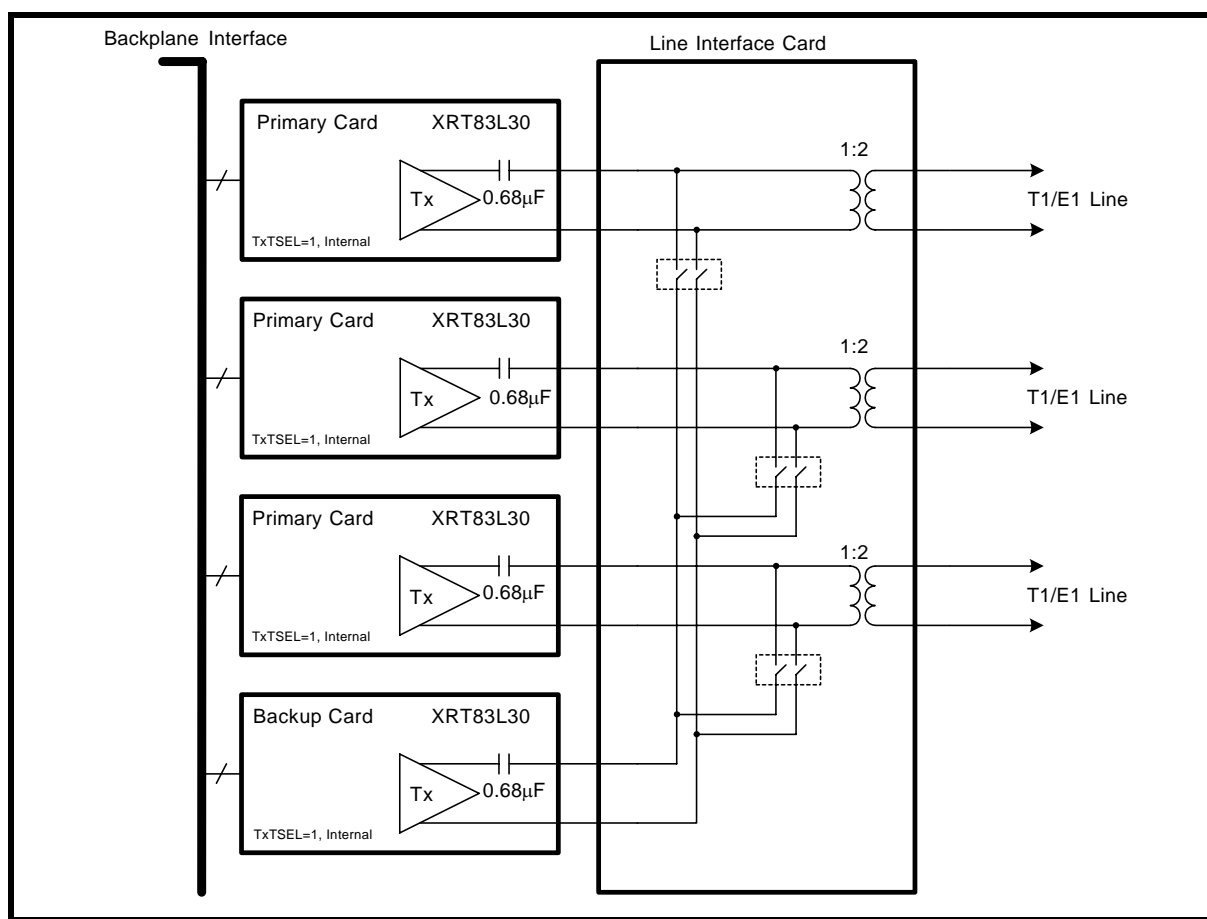 Backplane Interface
Line Interface Card
Primary Card XRT83L30
Tx
0.68µF
TxTSEL=1, Internal
1:2
T1/E1 Line
Primary Card XRT83L30
Tx
0.68µF
TxTSEL=1, Internal
1:2
T1/E1 Line
Primary Card XRT83L30
Tx
0.68µF
TxTSEL=1, Internal
1:2
T1/E1 Line
Backup Card XRT83L30
Tx
0.68µF
TxTSEL=1, Internal